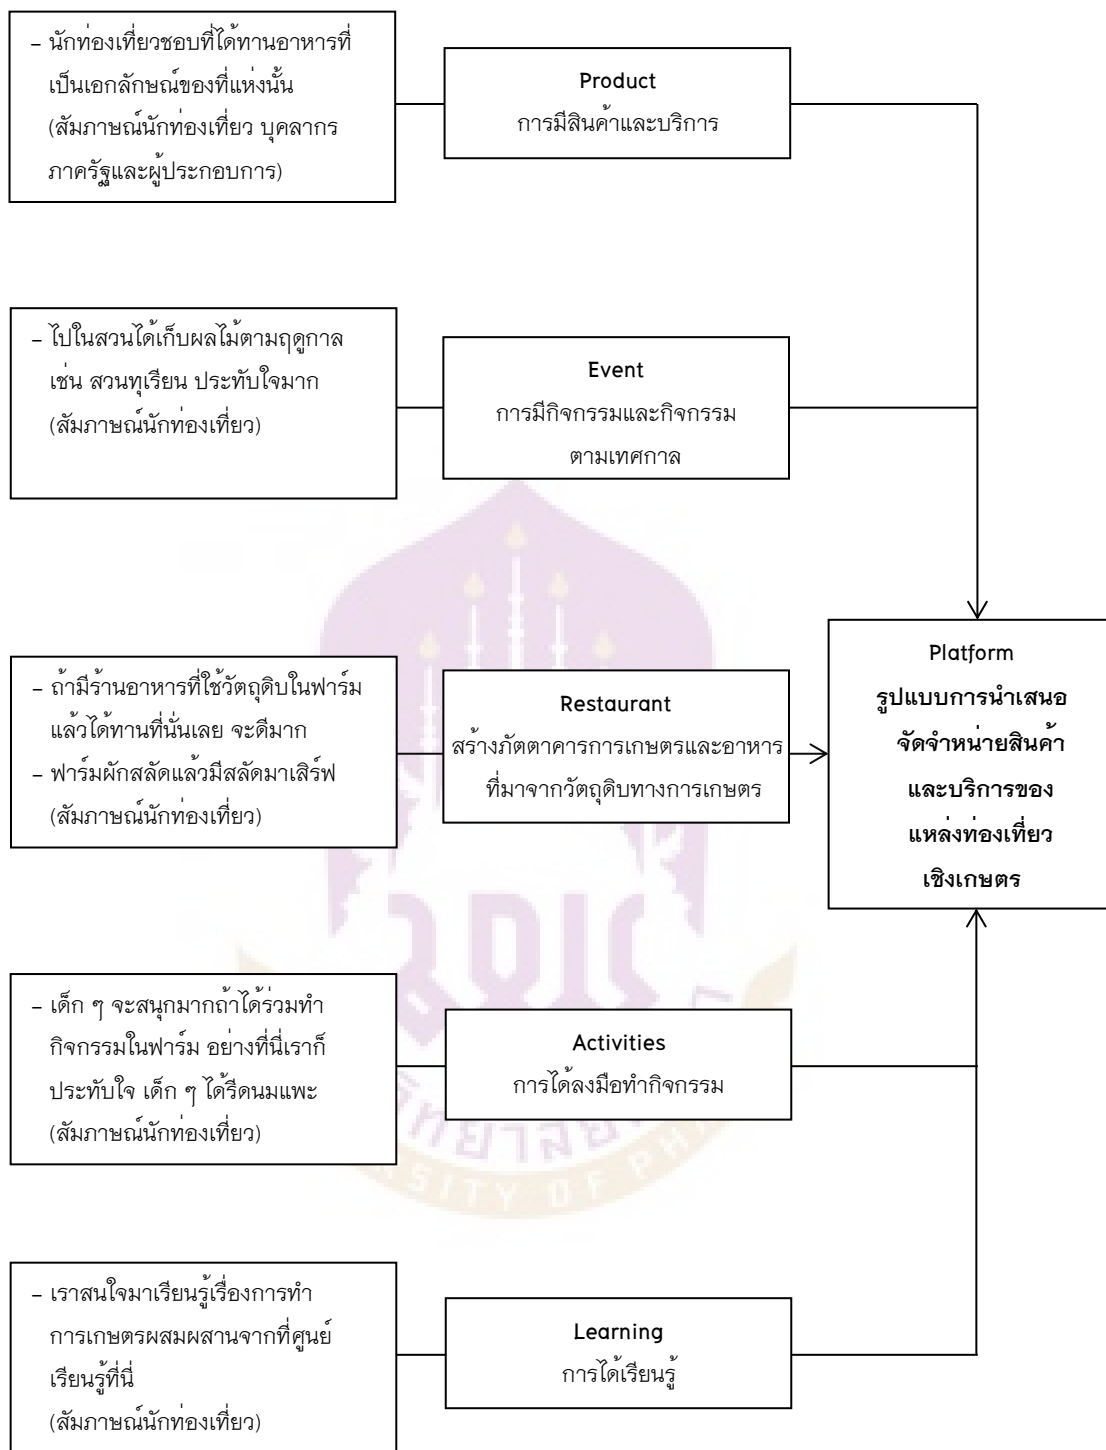 – นักท่องเที่ยวชอบที่ได้ทานอาหารที่
เป็นเอกลักษณ์ของที่แห่งนั้น
(สัมภาษณ์นักท่องเที่ยว บุคลากร
ภาครัฐและผู้ประกอบการ)
Product
การมีสินค้าและบริการ
– ไปในสวนได้เก็บผลไม้ตามฤดูกาล
เช่น สวนทุเรียน ประทับใจมาก
(สัมภาษณ์นักท่องเที่ยว)
Event
การมีกิจกรรมและกิจกรรม
ตามเทศกาล
– ถ้ามีร้านอาหารที่ใช้วัตถุดิบในฟาร์ม
แล้วได้ทานที่นั่นเลย จะดีมาก
– ฟาร์มผักสลัดแล้วมีสลัดมาเสิร์ฟ
(สัมภาษณ์นักท่องเที่ยว)
Restaurant
สร้างภัตตาคารการเกษตรและอาหาร
ที่มาจากวัตถุดิบทางการเกษตร
Platform
รูปแบบการนำเสนอ
จัดจำหน่ายสินค้า
และบริการของ
แหล่งท่องเที่ยว
เชิงเกษตร
– เด็ก ๆ จะสนุกมากถ้าได้ร่วมทำ
กิจกรรมในฟาร์ม อย่างที่นี่เราก็
ประทับใจ เด็ก ๆ ได้รีดนมแพะ
(สัมภาษณ์นักท่องเที่ยว)
Activities
การได้ลงมือทำกิจกรรม
– เราสนใจมาเรียนรู้เรื่องการทำ
การเกษตรผสมผสานจากที่ศูนย์
เรียนรู้ที่นี่
(สัมภาษณ์นักท่องเที่ยว)
Learning
การได้เรียนรู้